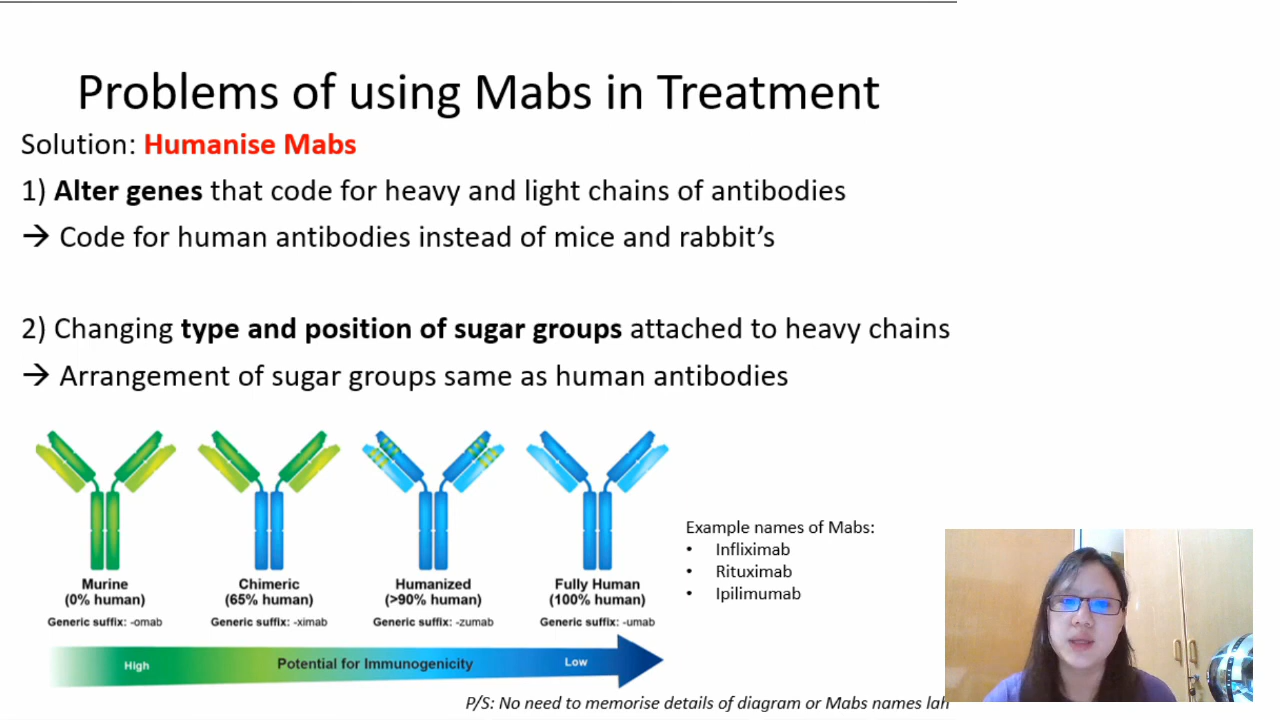 Problems of using Mabs in Treatment
Solution: Humanise Mabs
1) Alter genes that code for heavy and light chains of antibodies
→ Code for human antibodies instead of mice and rabbit's
2) Changing type and position of sugar groups attached to heavy chains
→ Arrangement of sugar groups same as human antibodies
Murine
(0% human)
Generic suffix: -omab
Chimeric
(65% human)
Generic suffix: -ximab
Humanized
(>90% human)
Generic suffix: -zumab
Fully Human
(100% human)
Generic suffix: -umab
High
Potential for Immunogenicity
Low
Example names of Mabs:
• Infliximab
• Rituximab
• Ipilimumab
P/S: No need to memorise details of diagram or Mabs names lah